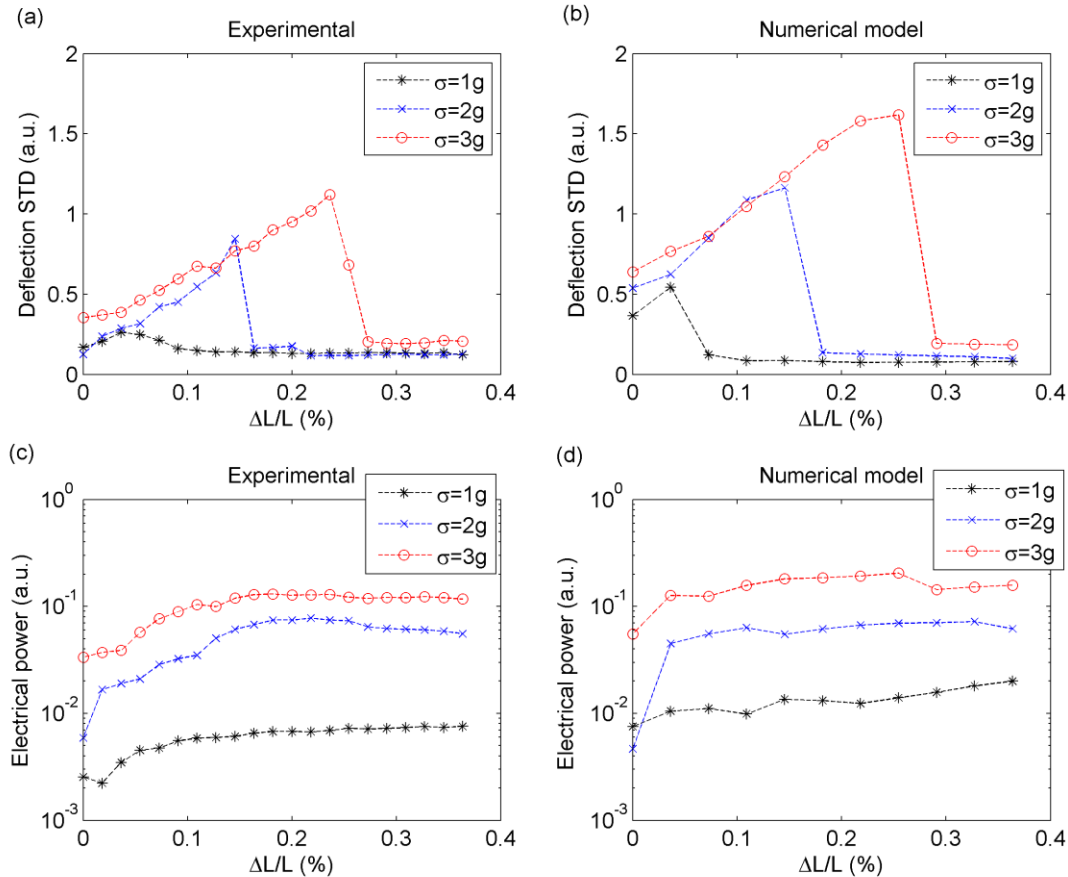 (a)
Experimental
2
1.5
1
0.5
0
Deflection STD (a.u.)
σ=1g
σ=2g
σ=3g
0 0.1 0.2 0.3 0.4
ΔL/L (%)
(b)
Numerical model
2
1.5
1
0.5
0
Deflection STD (a.u.)
σ=1g
σ=2g
σ=3g
0 0.1 0.2 0.3 0.4
ΔL/L (%)
(c)
Experimental
10⁰
10⁻¹
10⁻²
10⁻³
Electrical power (a.u.)
σ=1g
σ=2g
σ=3g
0 0.1 0.2 0.3 0.4
ΔL/L (%)
(d)
Numerical model
10⁰
10⁻¹
10⁻²
10⁻³
Electrical power (a.u.)
σ=1g
σ=2g
σ=3g
0 0.1 0.2 0.3 0.4
ΔL/L (%)